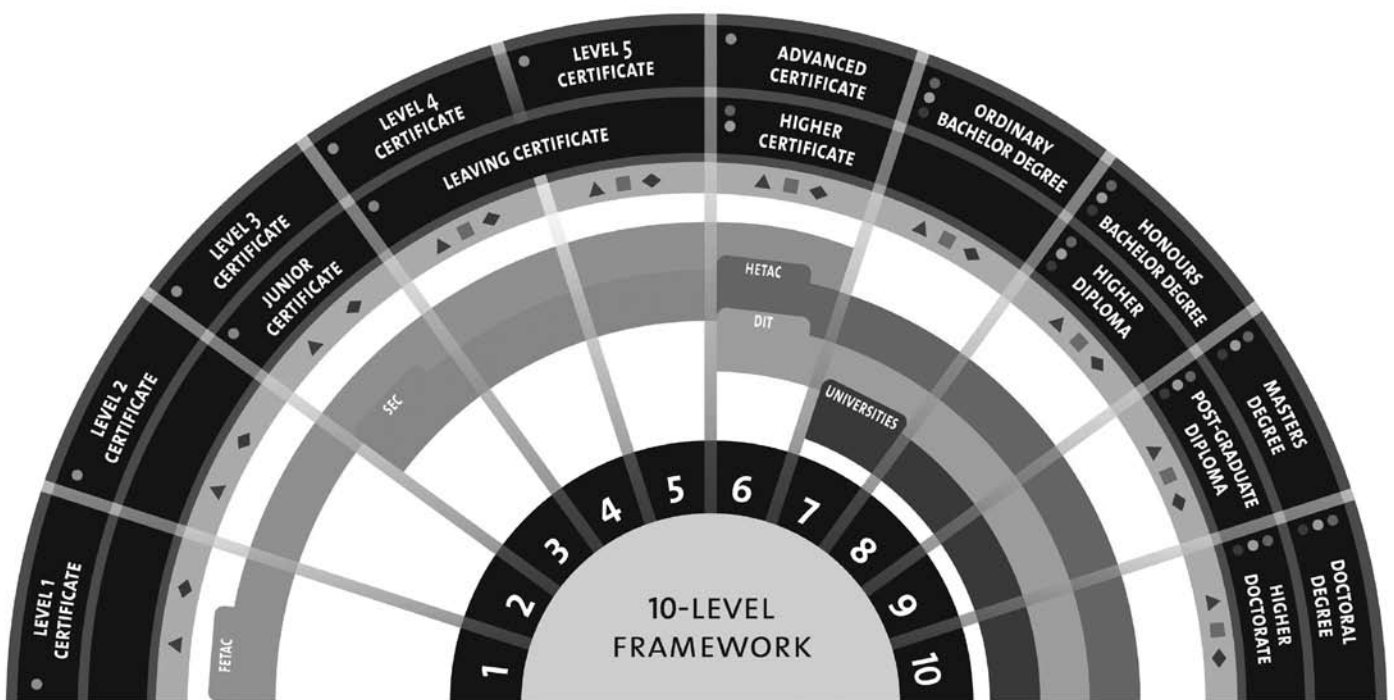 LEVEL 1
CERTIFICATE
LEVEL 2
CERTIFICATE
LEVEL 3
CERTIFICATE
LEVEL 4
CERTIFICATE
LEVEL 5
CERTIFICATE
ADVANCED
CERTIFICATE
ORDINARY
BACHELOR DEGREE
HONOURS
BACHELOR DEGREE
MASTERS
DEGREE
DOCTORAL
DEGREE
JUNIOR
CERTIFICATE
LEAVING CERTIFICATE
HIGHER
CERTIFICATE
HIGHER
DIPLOMA
POST-GRADUATE
DIPLOMA
HIGHER
DOCTORATE
FETAC
SEC
HETAC
DIT
UNIVERSITIES
1
2
3
4
5
6
7
8
9
10
10-LEVEL
FRAMEWORK